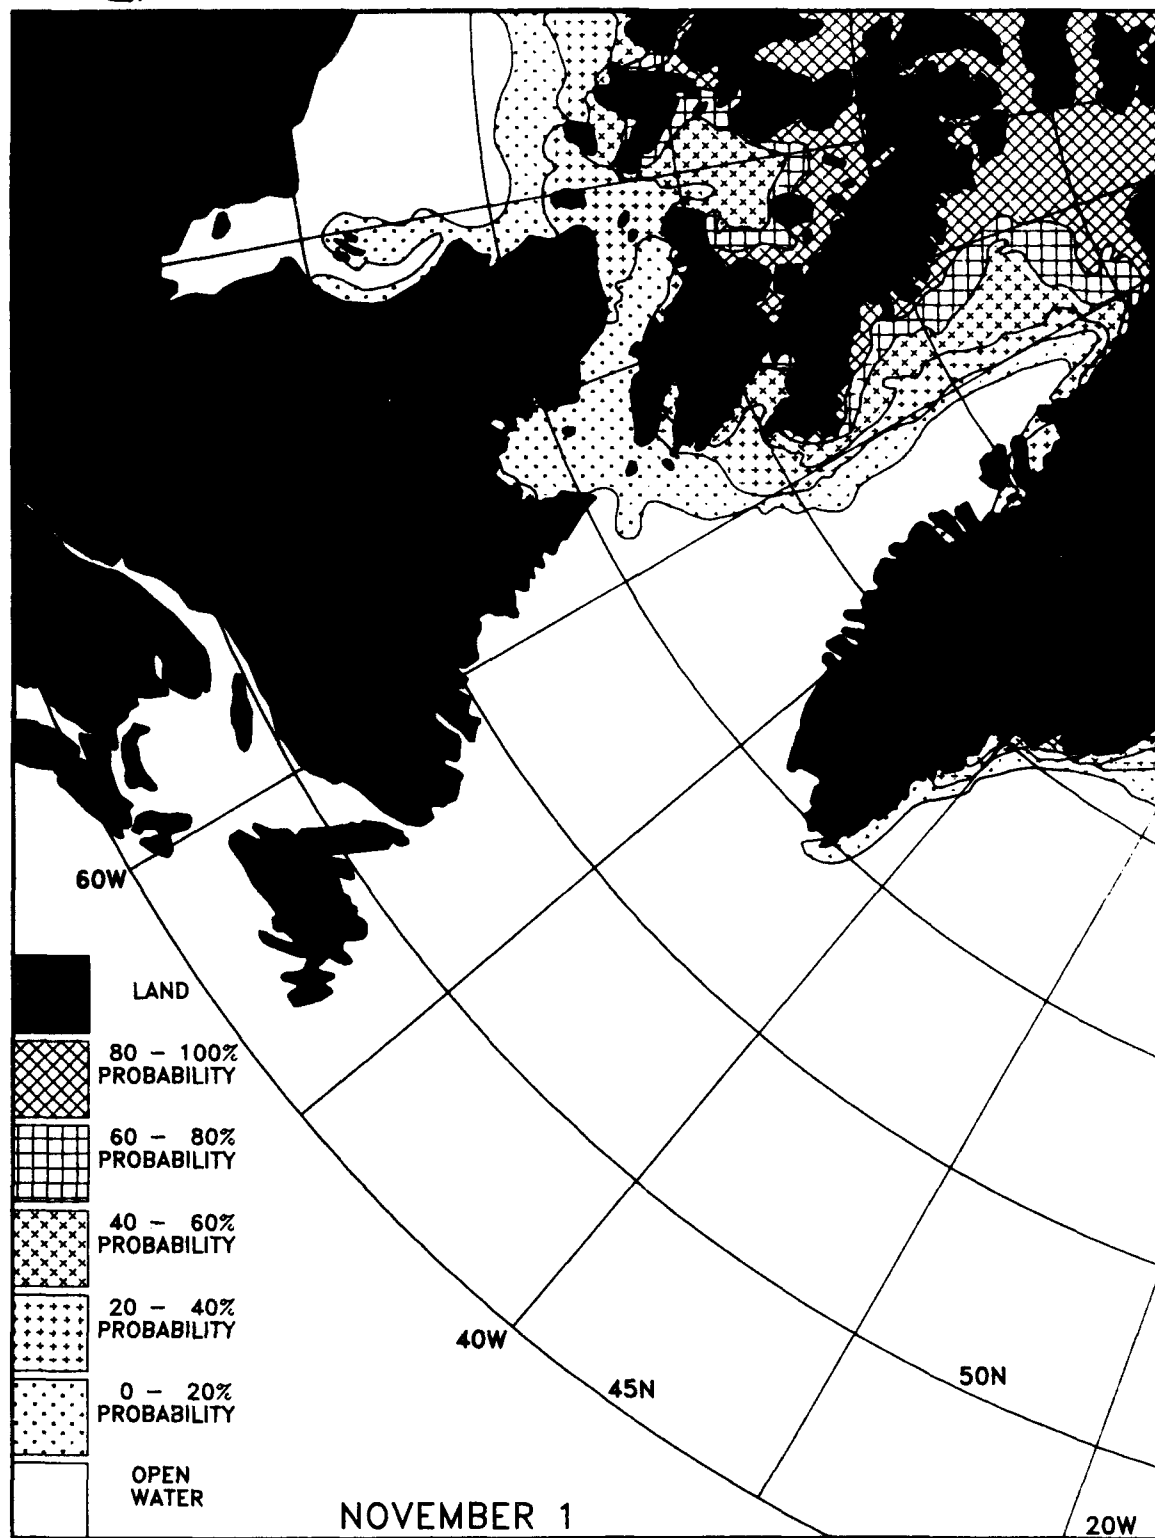 60W
LAND
80 - 100%
PROBABILITY
60 - 80%
PROBABILITY
40 - 60%
PROBABILITY
20 - 40%
PROBABILITY
0 - 20%
PROBABILITY
OPEN
WATER
40W
45N
50N
20W
NOVEMBER 1